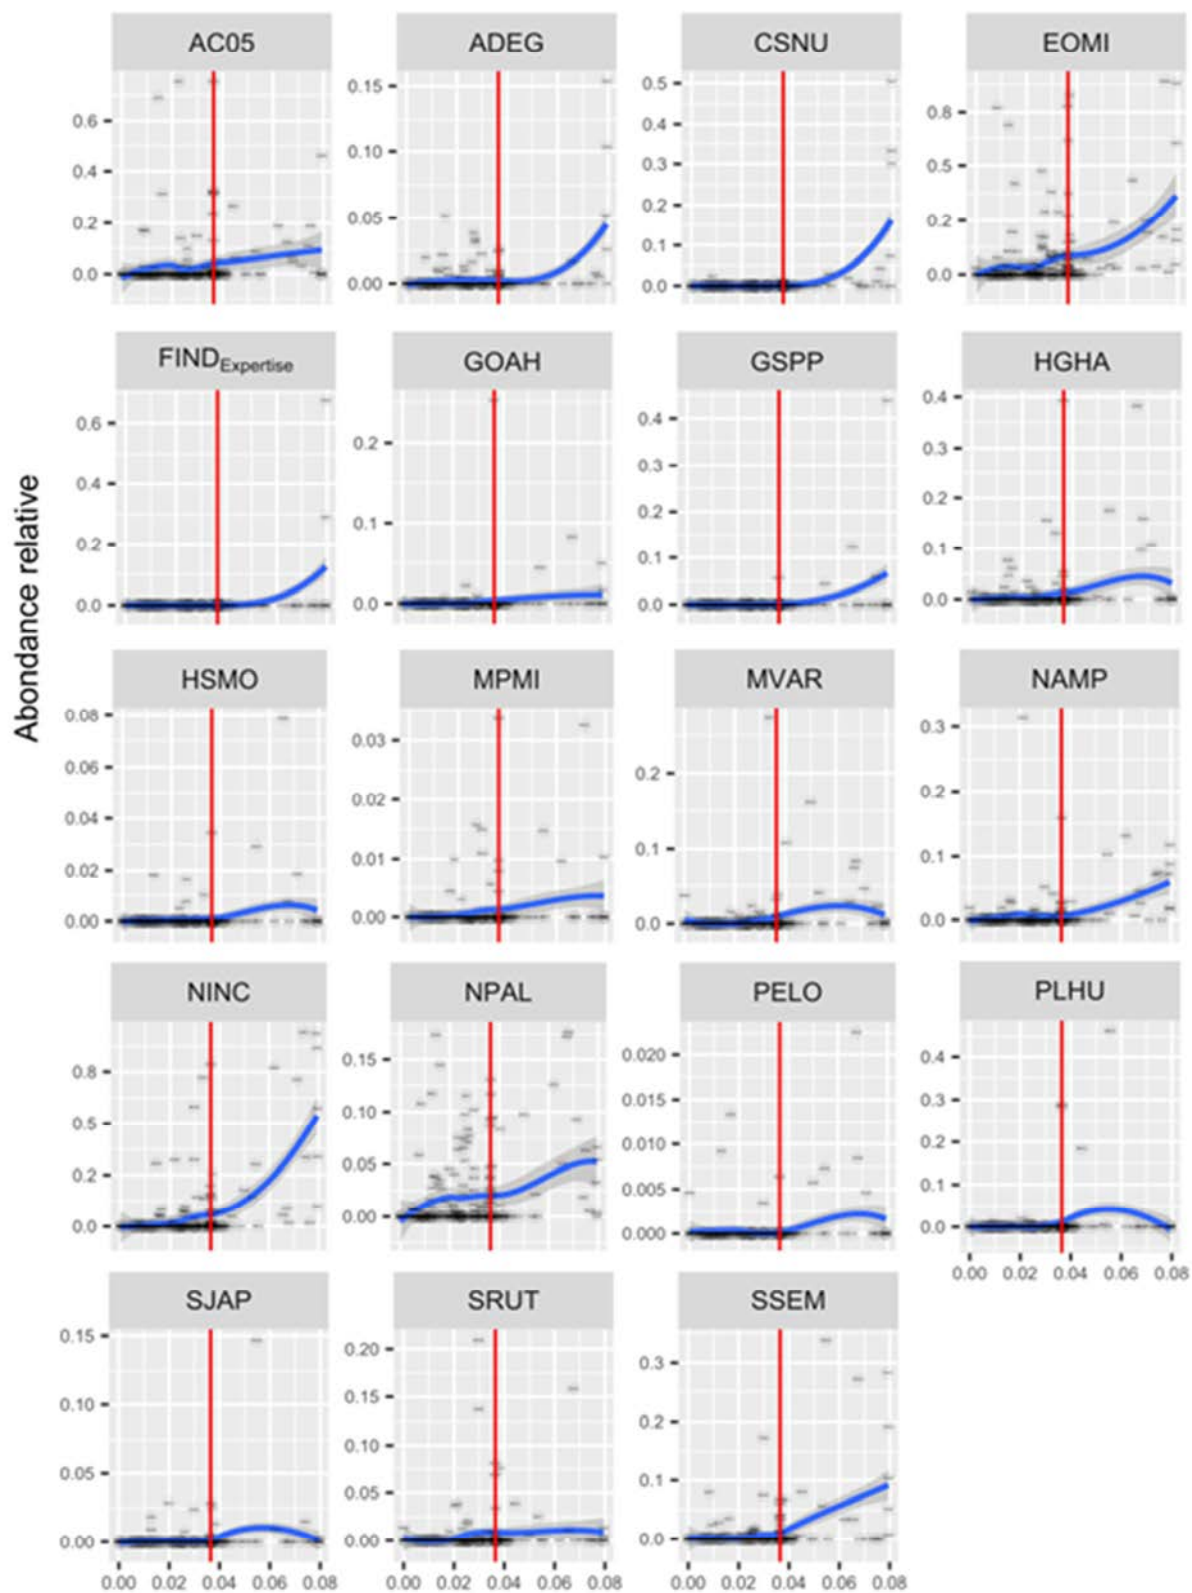 AC05 ADEG CSNU EOMI
0.6 0.15 0.5 0.8
0.4 0.10 0.4 0.5
0.2 0.05 0.3 0.2
0.0 0.00 0.2 0.0
0.1
0.0
FIND Expertise GOAH GSPP HGHA
0.6 0.2 0.4 0.4
0.4 0.1 0.3 0.3
0.2 0.0 0.2 0.2
0.0 0.1 0.1
0.0 0.0
Abondance relative
HSMO MPMI MVAR NAMP
0.08 0.03 0.2 0.3
0.06 0.02 0.1 0.2
0.04 0.01 0.0 0.1
0.02 0.00 0.0
0.00
NINC NPAL PELO PLHU
0.8 0.15 0.020 0.4
0.5 0.10 0.015 0.3
0.2 0.05 0.010 0.2
0.0 0.00 0.005 0.1
0.000 0.0
0.00 0.02 0.04 0.06 0.08
SJAP SRUT SSEM
0.15 0.20 0.3
0.10 0.15 0.2
0.05 0.10 0.1
0.00 0.05 0.0
0.00
0.00 0.02 0.04 0.06 0.08 0.00 0.02 0.04 0.06 0.08 0.00 0.02 0.04 0.06 0.08